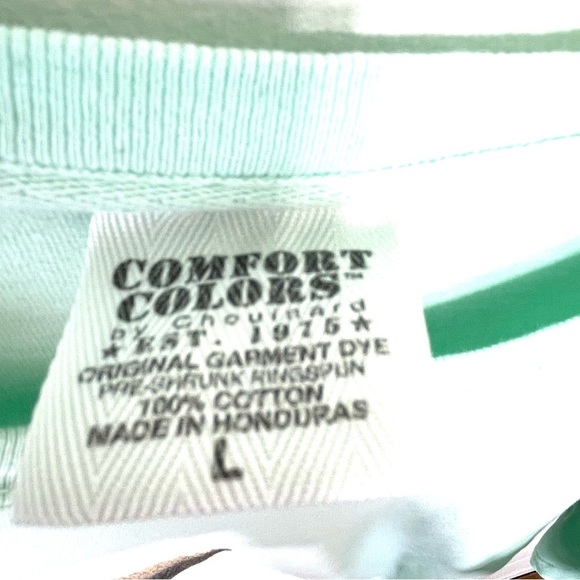 COMFORT
COLORS™
by Chouinard
★ EST. 1975 ★
ORIGINAL GARMENT DYE
PRE-SHRUNK RINGSPUN
100% COTTON
MADE IN HONDURAS
L